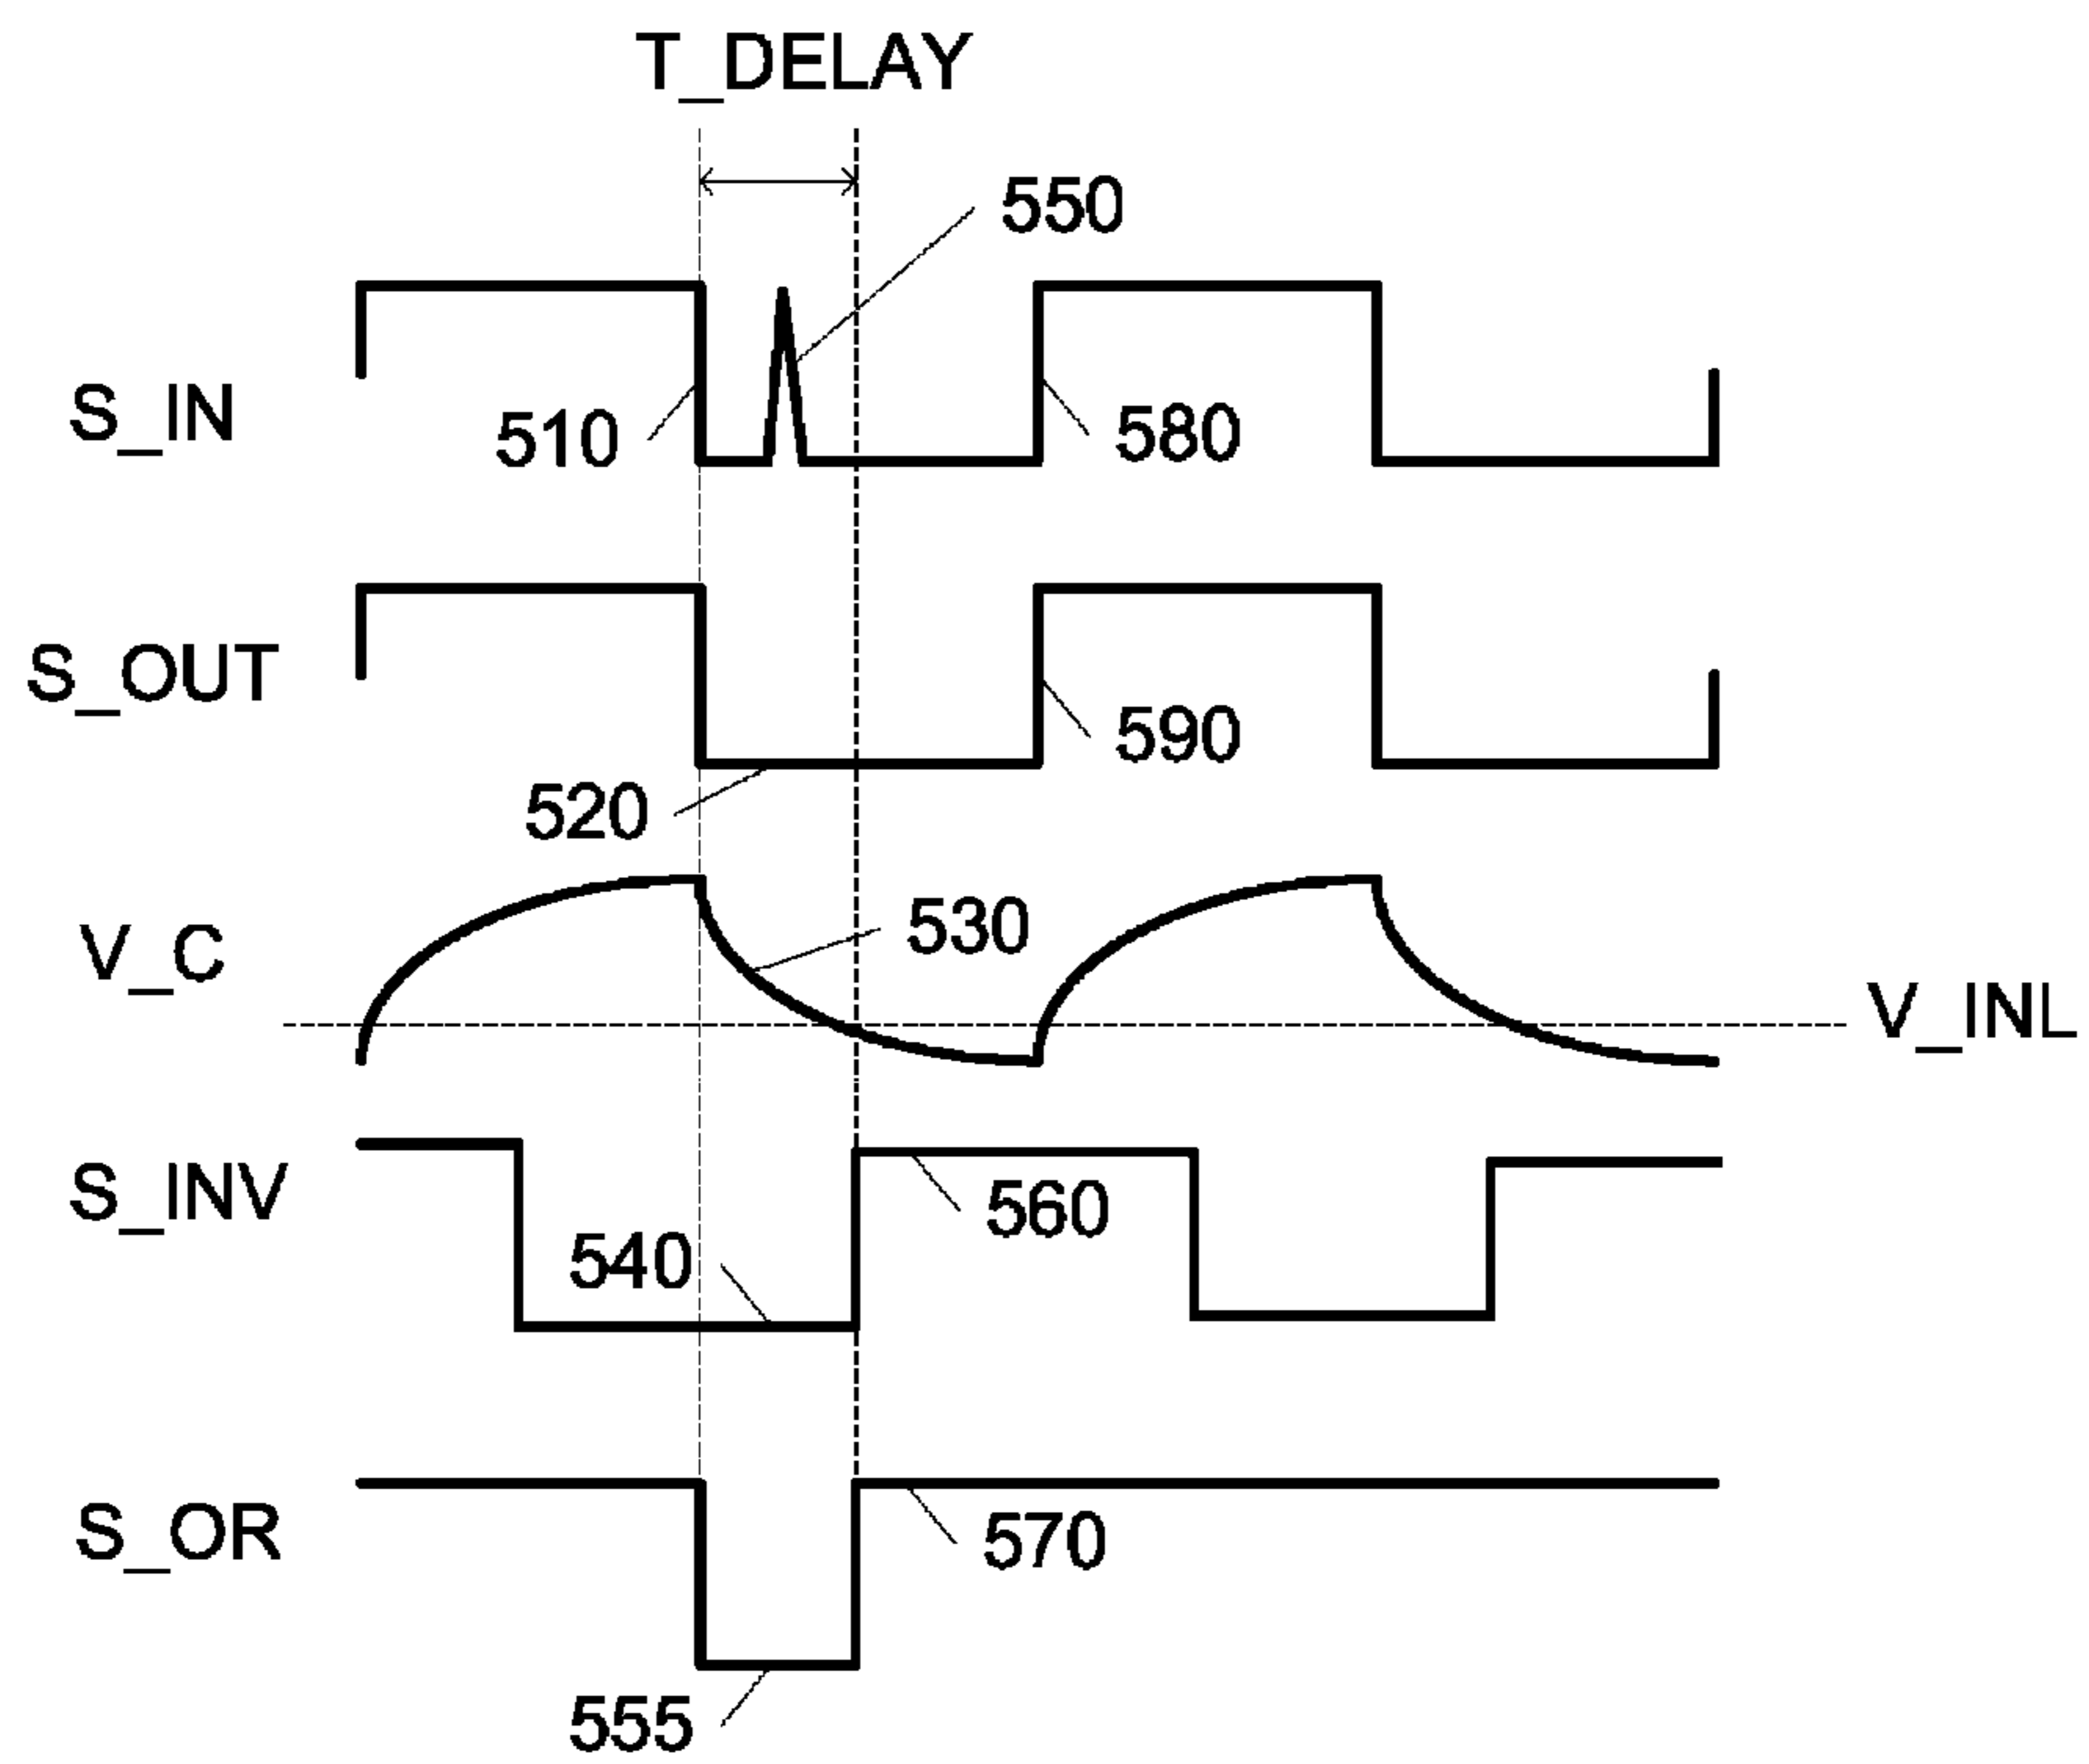 T_DELAY
550
S_IN
510
580
S_OUT
590
520
V_C
530
V_INL
S_INV
560
540
S_OR
570
555